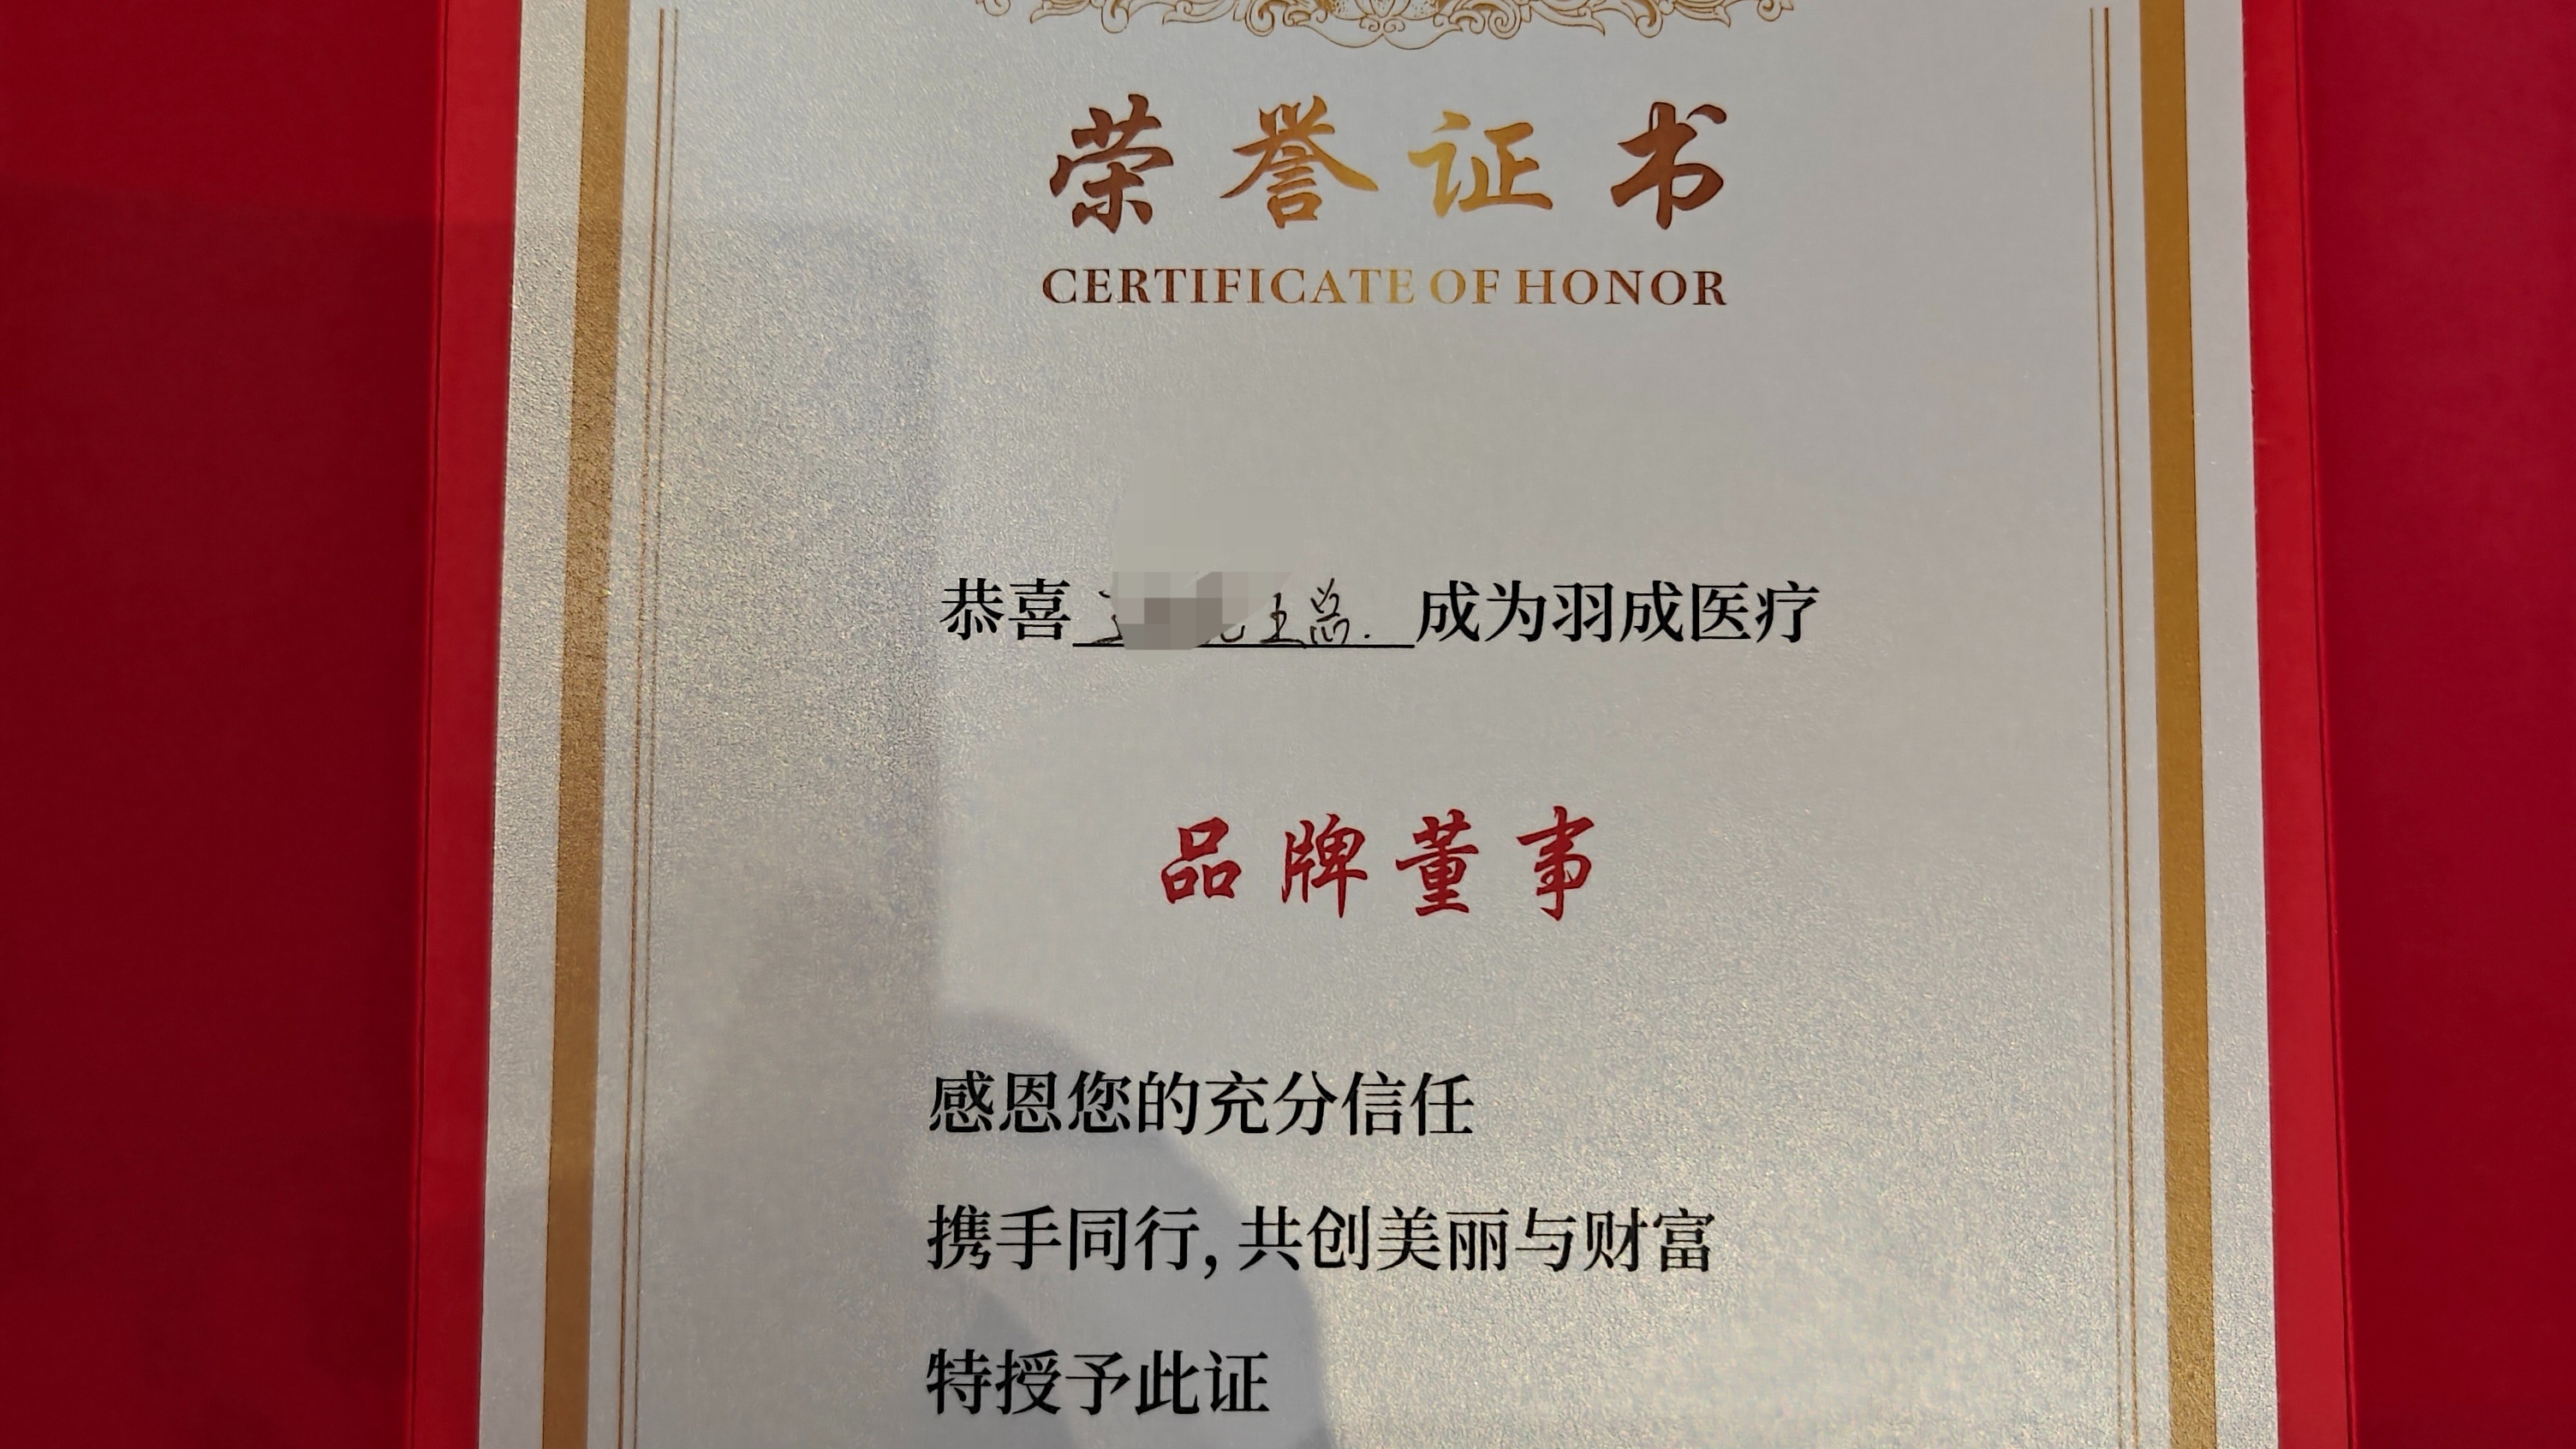 荣誉证书
CERTIFICATE OF HONOR
恭喜 王总. 成为羽成医疗
品牌董事
感恩您的充分信任
携手同行,共创美丽与财富
特授予此证